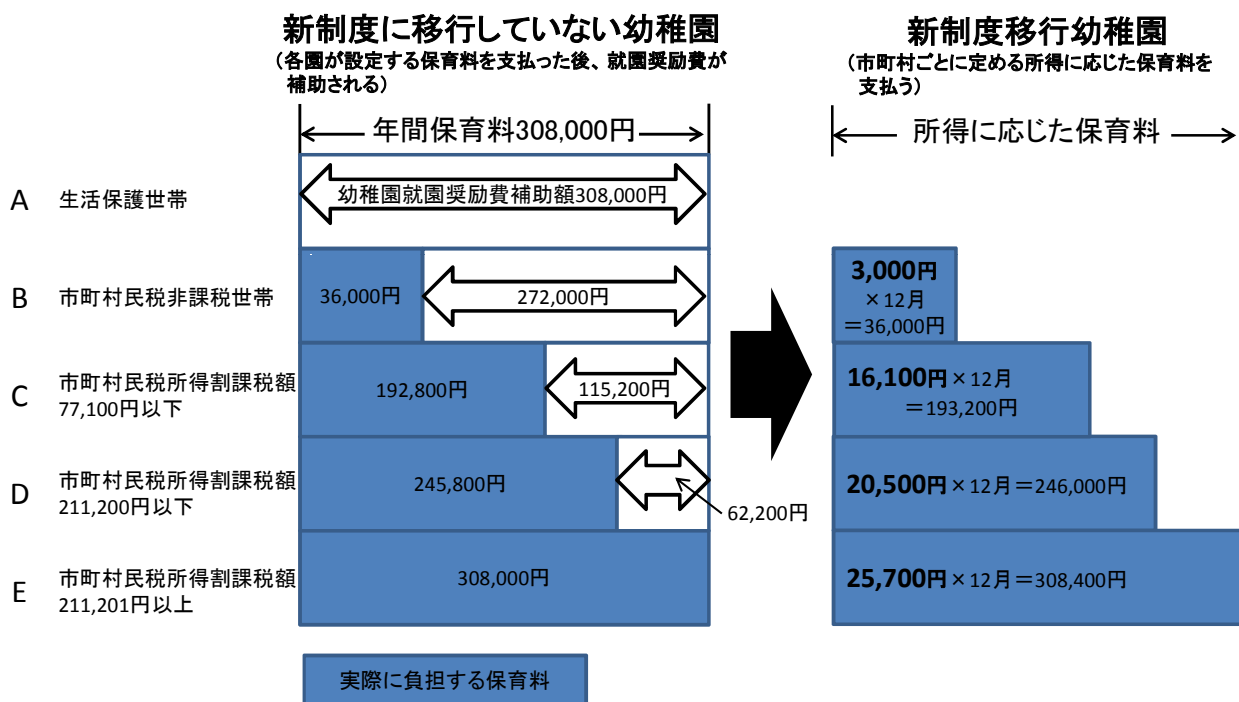 新制度に移行していない幼稚園
(各園が設定する保育料を支払った後、就園奨励費が
補助される)
年間保育料308,000円
新制度移行幼稚園
(市町村ごとに定める所得に応じた保育料を
支払う)
所得に応じた保育料
A 生活保護世帯
幼稚園就園奨励費補助額308,000円
B 市町村民税非課税世帯
36,000円
272,000円
3,000円
×12月
＝36,000円
C 市町村民税所得割課税額
77,100円以下
192,800円
115,200円
16,100円×12月
＝193,200円
D 市町村民税所得割課税額
211,200円以下
245,800円
62,200円
20,500円×12月＝246,000円
E 市町村民税所得割課税額
211,201円以上
308,000円
25,700円×12月＝308,400円
実際に負担する保育料